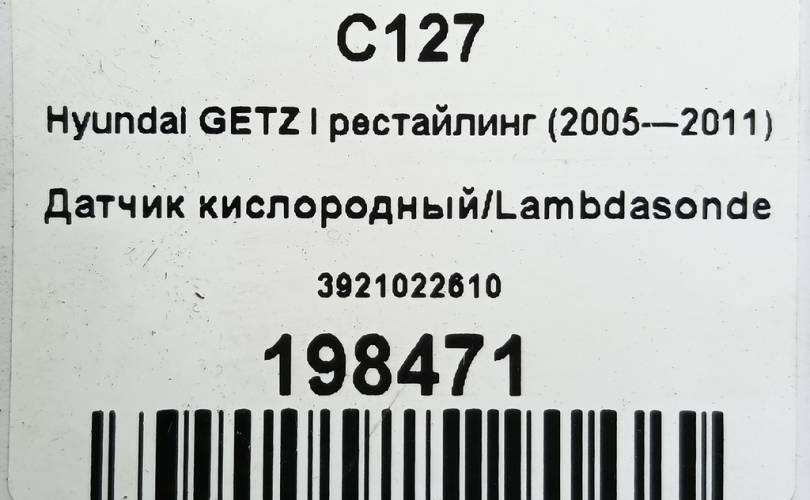 C127
Hyundai GETZ I рестайлинг (2005-—2011)
Датчик кислородный/Lambdasonde
3921022610
198471